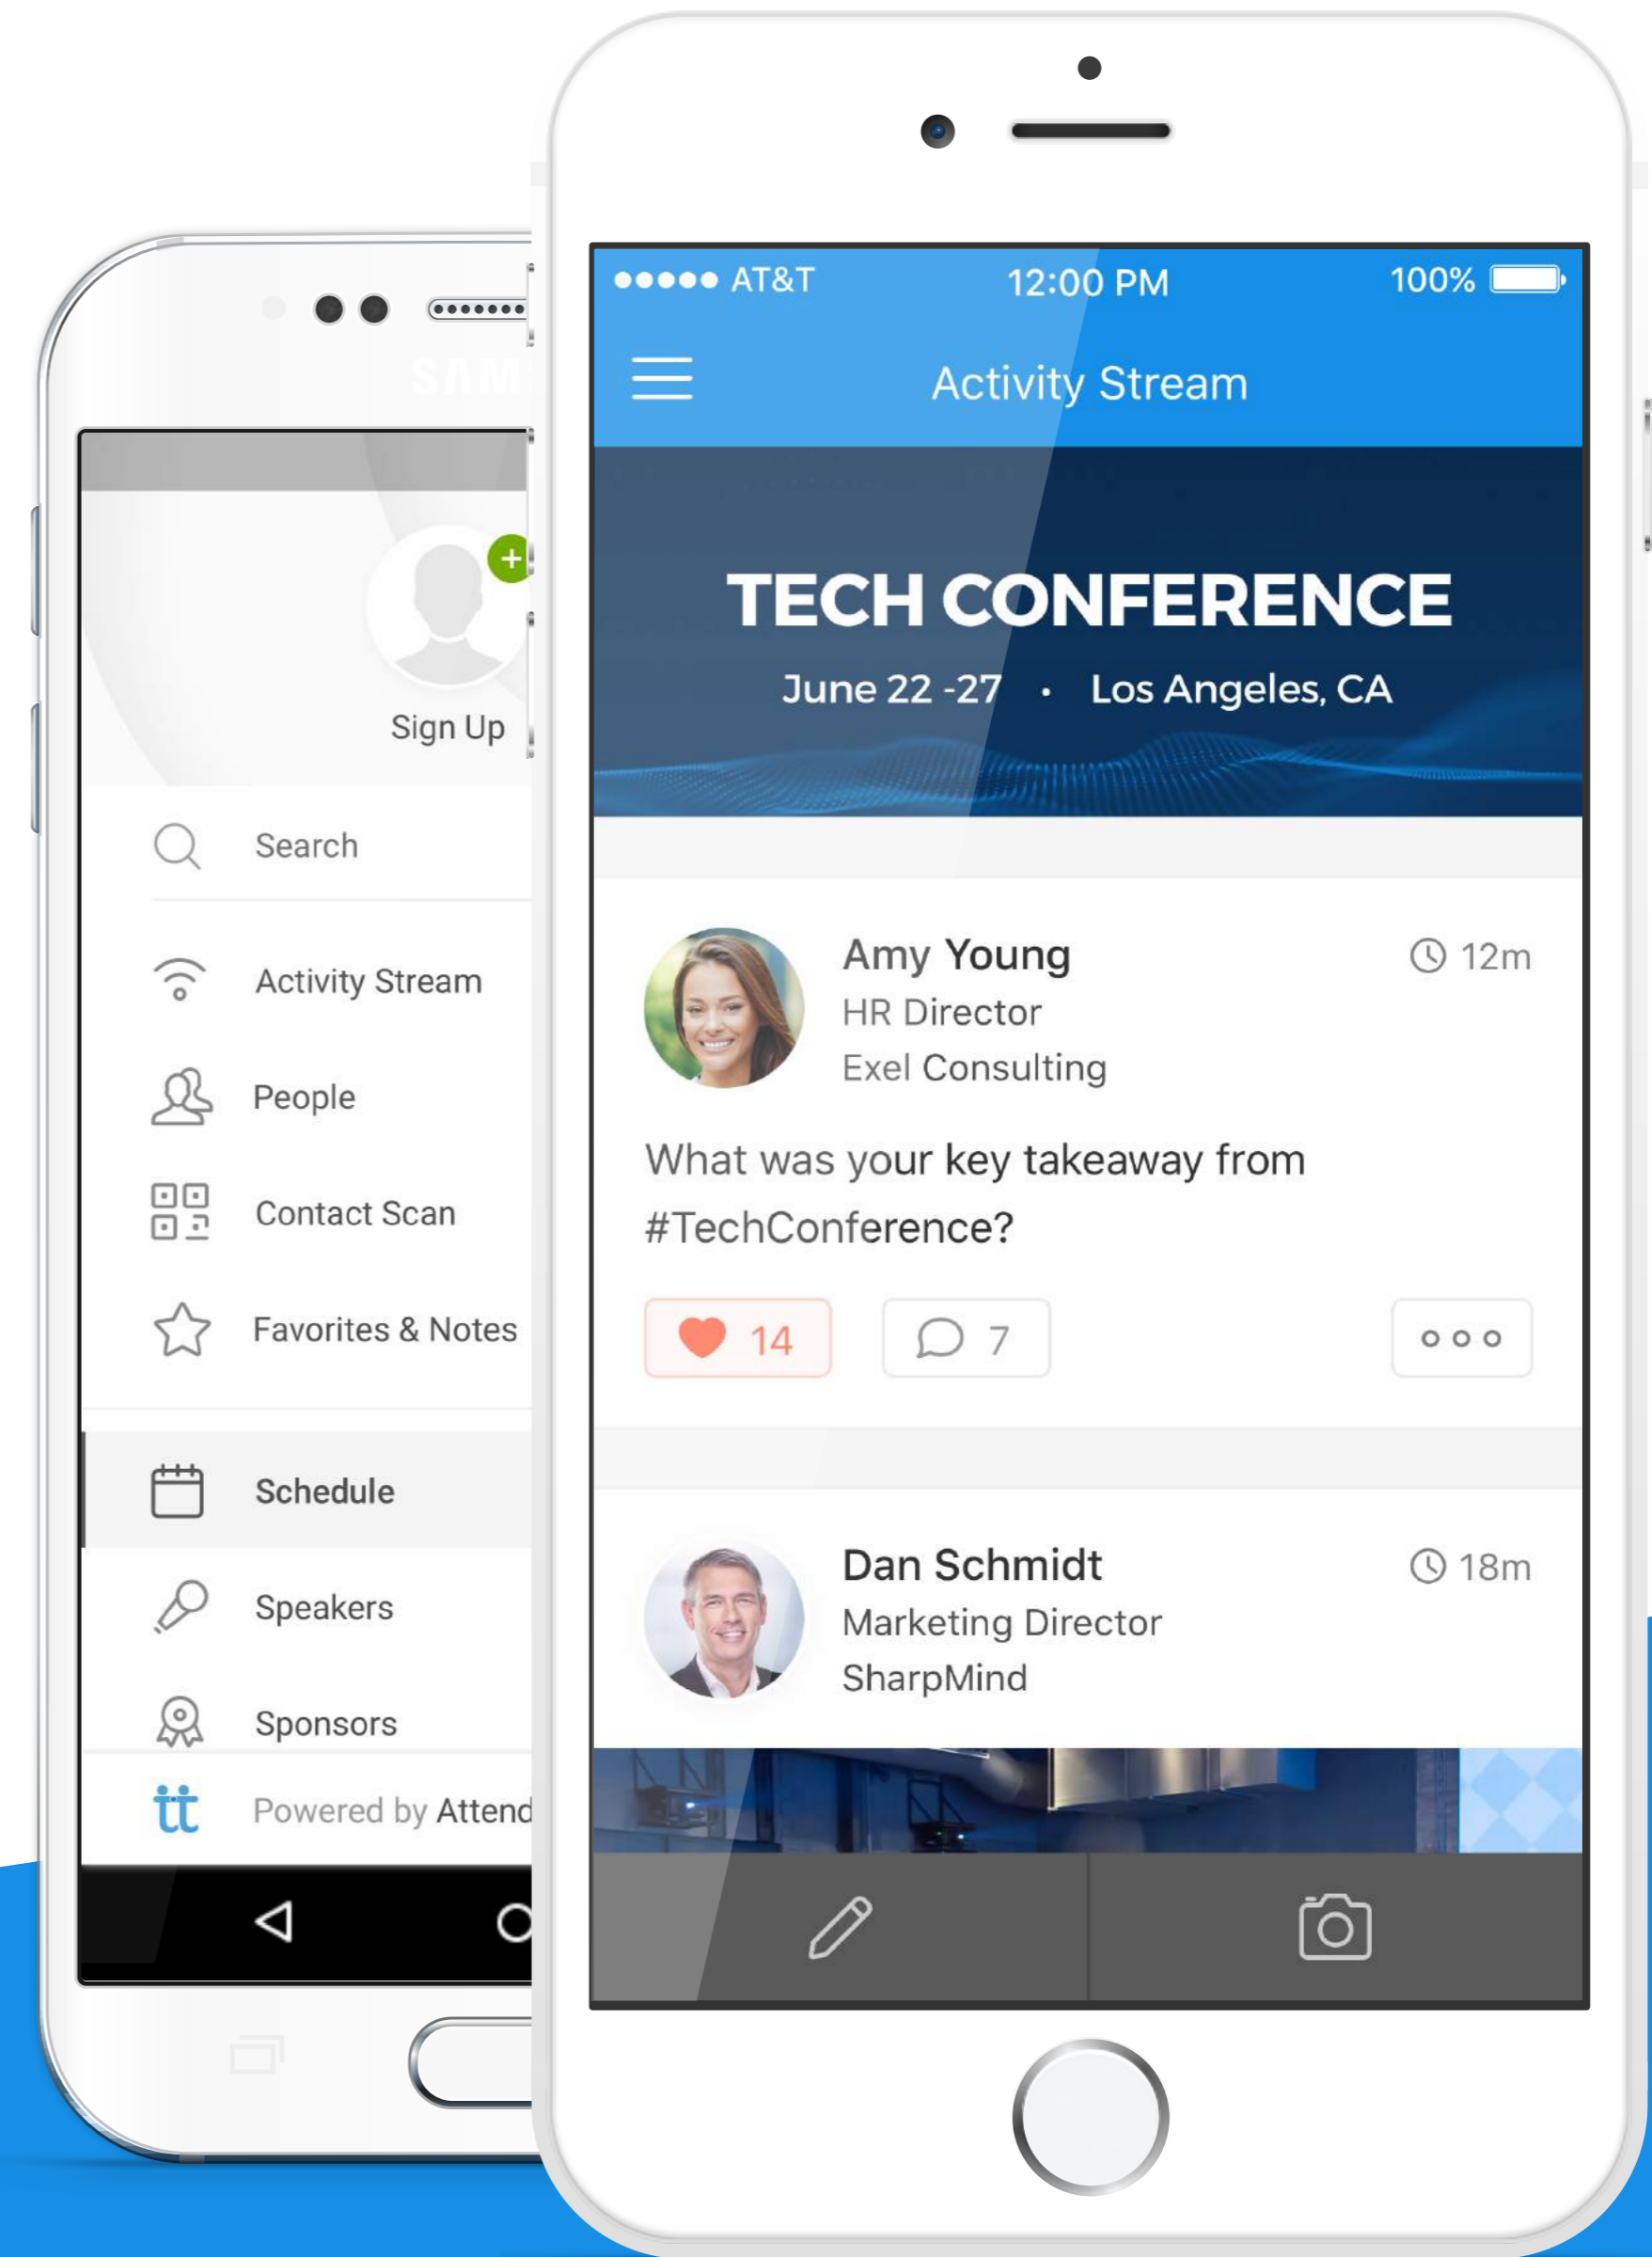 SAM
Sign Up
Search
Activity Stream
People
Contact Scan
Favorites & Notes
Schedule
Speakers
Sponsors
tt
Powered by Attend
AT&T
12:00 PM
100%
Activity Stream
TECH CONFERENCE
June 22 -27 • Los Angeles, CA
Amy Young
12m
HR Director
Exel Consulting
What was your key takeaway from
#TechConference?
14
7
Dan Schmidt
18m
Marketing Director
SharpMind